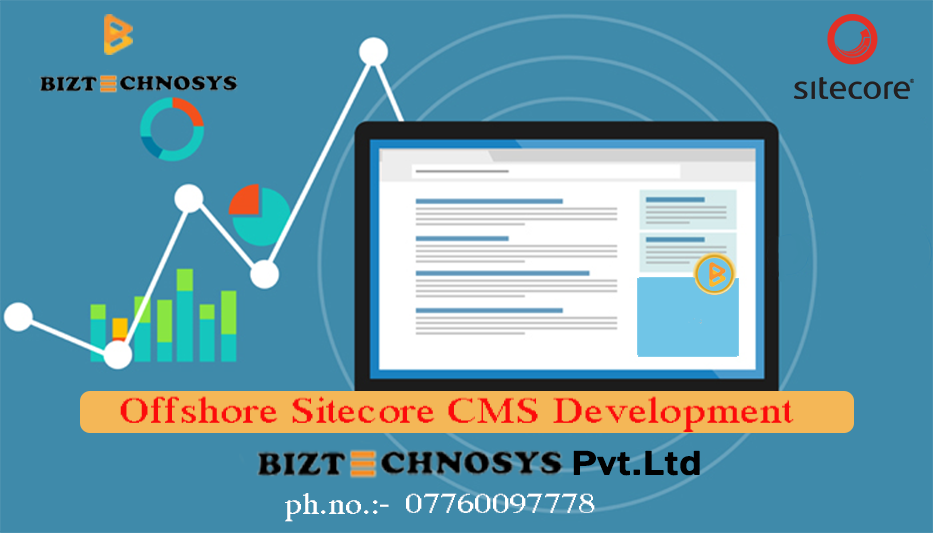 BIZTECHNOSYS
sitecore®
Offshore Sitecore CMS Development
BIZTECHNOSYS Pvt.Ltd
ph.no.:- 07760097778